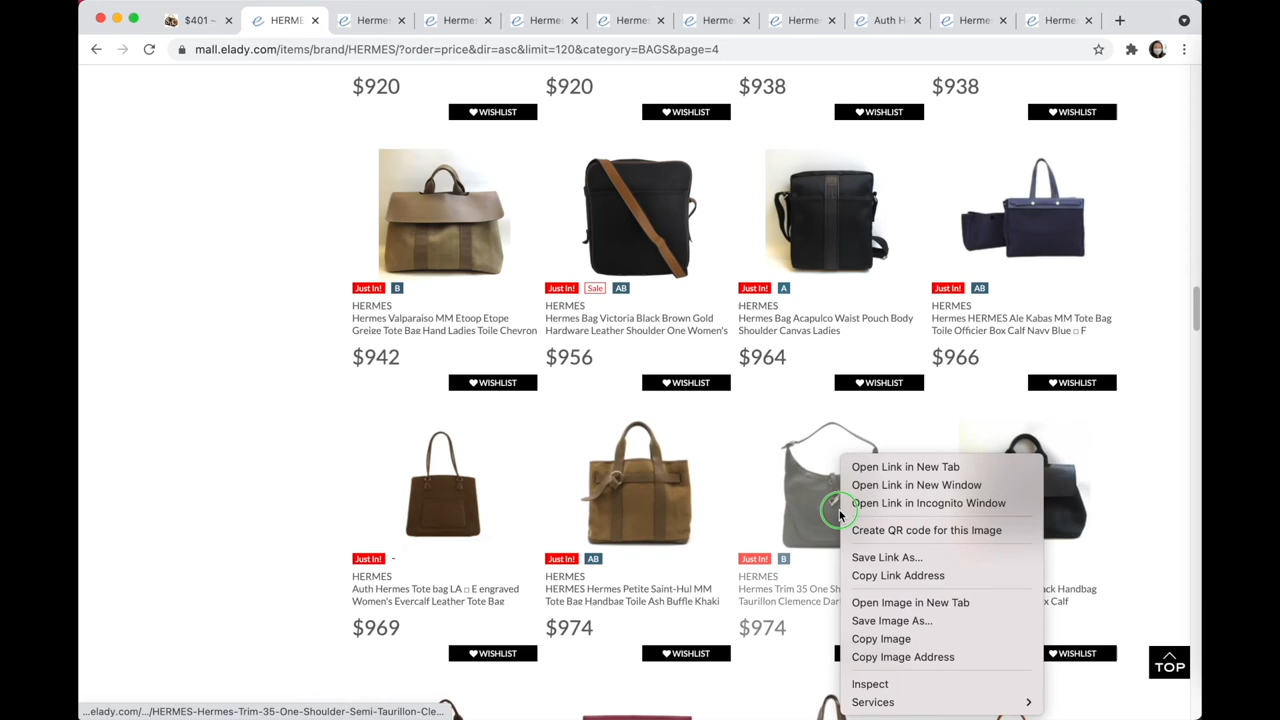 $401 –
HERME
Hermes
Hermes
Hermes
Hermes
Hermes
Hermes
Auth H
Hermes
Hermes
mall.elady.com/items/brand/HERMES/?order=price&dir=asc&limit=120&category=BAGS&page=4
$920
$920
$938
$938
WISHLIST
WISHLIST
WISHLIST
WISHLIST
Just In! B
Just In! Sale AB
Just In! A
Just In! AB
HERMES
HERMES
HERMES
HERMES
Hermes Valparaiso MM Etoop Etope
Hermes Bag Victoria Black Brown Gold
Hermes Bag Acapulco Waist Pouch Body
Hermes HERMES Ale Kabas MM Tote Bag
Greige Tote Bag Hand Ladies Toile Chevron
Hardware Leather Shoulder One Women's
Shoulder Canvas Ladies
Toile Officier Box Calf Navy Blue □ F
$942
$956
$964
$966
WISHLIST
WISHLIST
WISHLIST
WISHLIST
Just In! -
Just In! AB
Just In! B
HERMES
HERMES
HERMES
Auth Hermes Tote bag LA □ E engraved
HERMES Hermes Petite Saint-Hul MM
Hermes Trim 35 One Sh
ck Handbag
Women's Evercalf Leather Tote Bag
Tote Bag Handbag Toile Ash Buffle Khaki
Taurillon Clemence Dar
x Calf
$969
$974
$974
WISHLIST
WISHLIST
WISHLIST
Open Link in New Tab
Open Link in New Window
Open Link in Incognito Window
Create QR code for this Image
Save Link As...
Copy Link Address
Open Image in New Tab
Save Image As...
Copy Image
Copy Image Address
Inspect
Services
TOP
...elady.com/.../HERMES-Hermes-Trim-35-One-Shoulder-Semi-Taurillon-Cle...